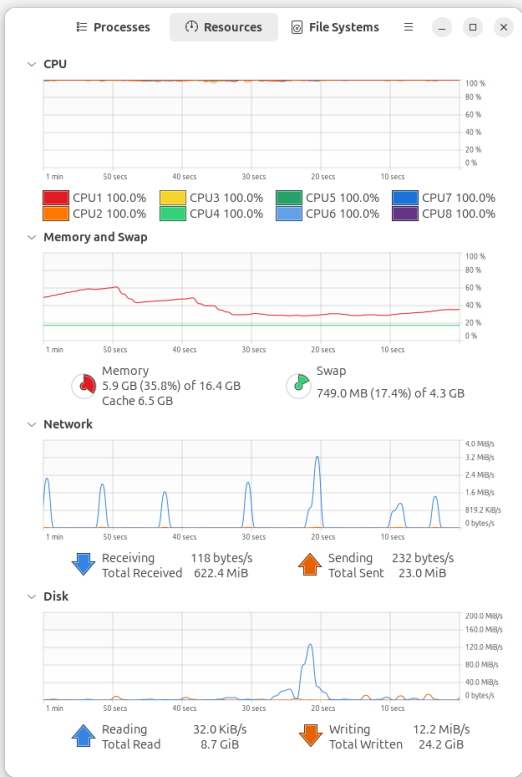 Processes Resources File Systems
CPU
100 %
80 %
60 %
40 %
20 %
0 %
1 min 50 secs 40 secs 30 secs 20 secs 10 secs
CPU1 100.0% CPU3 100.0% CPU5 100.0% CPU7 100.0%
CPU2 100.0% CPU4 100.0% CPU6 100.0% CPU8 100.0%
Memory and Swap
100 %
80 %
60 %
40 %
20 %
0 %
1 min 50 secs 40 secs 30 secs 20 secs 10 secs
Memory
5.9 GB (35.8%) of 16.4 GB
Cache 6.5 GB
Swap
749.0 MB (17.4%) of 4.3 GB
Network
4.0 MiB/s
3.2 MiB/s
2.4 MiB/s
1.6 MiB/s
819.2 KiB/s
0 bytes/s
1 min 50 secs 40 secs 30 secs 20 secs 10 secs
Receiving 118 bytes/s Sending 232 bytes/s
Total Received 622.4 MiB Total Sent 23.0 MiB
Disk
200.0 MiB/s
160.0 MiB/s
120.0 MiB/s
80.0 MiB/s
40.0 MiB/s
0 bytes/s
1 min 50 secs 40 secs 30 secs 20 secs 10 secs
Reading 32.0 KiB/s Writing 12.2 MiB/s
Total Read 8.7 GiB Total Written 24.2 GiB